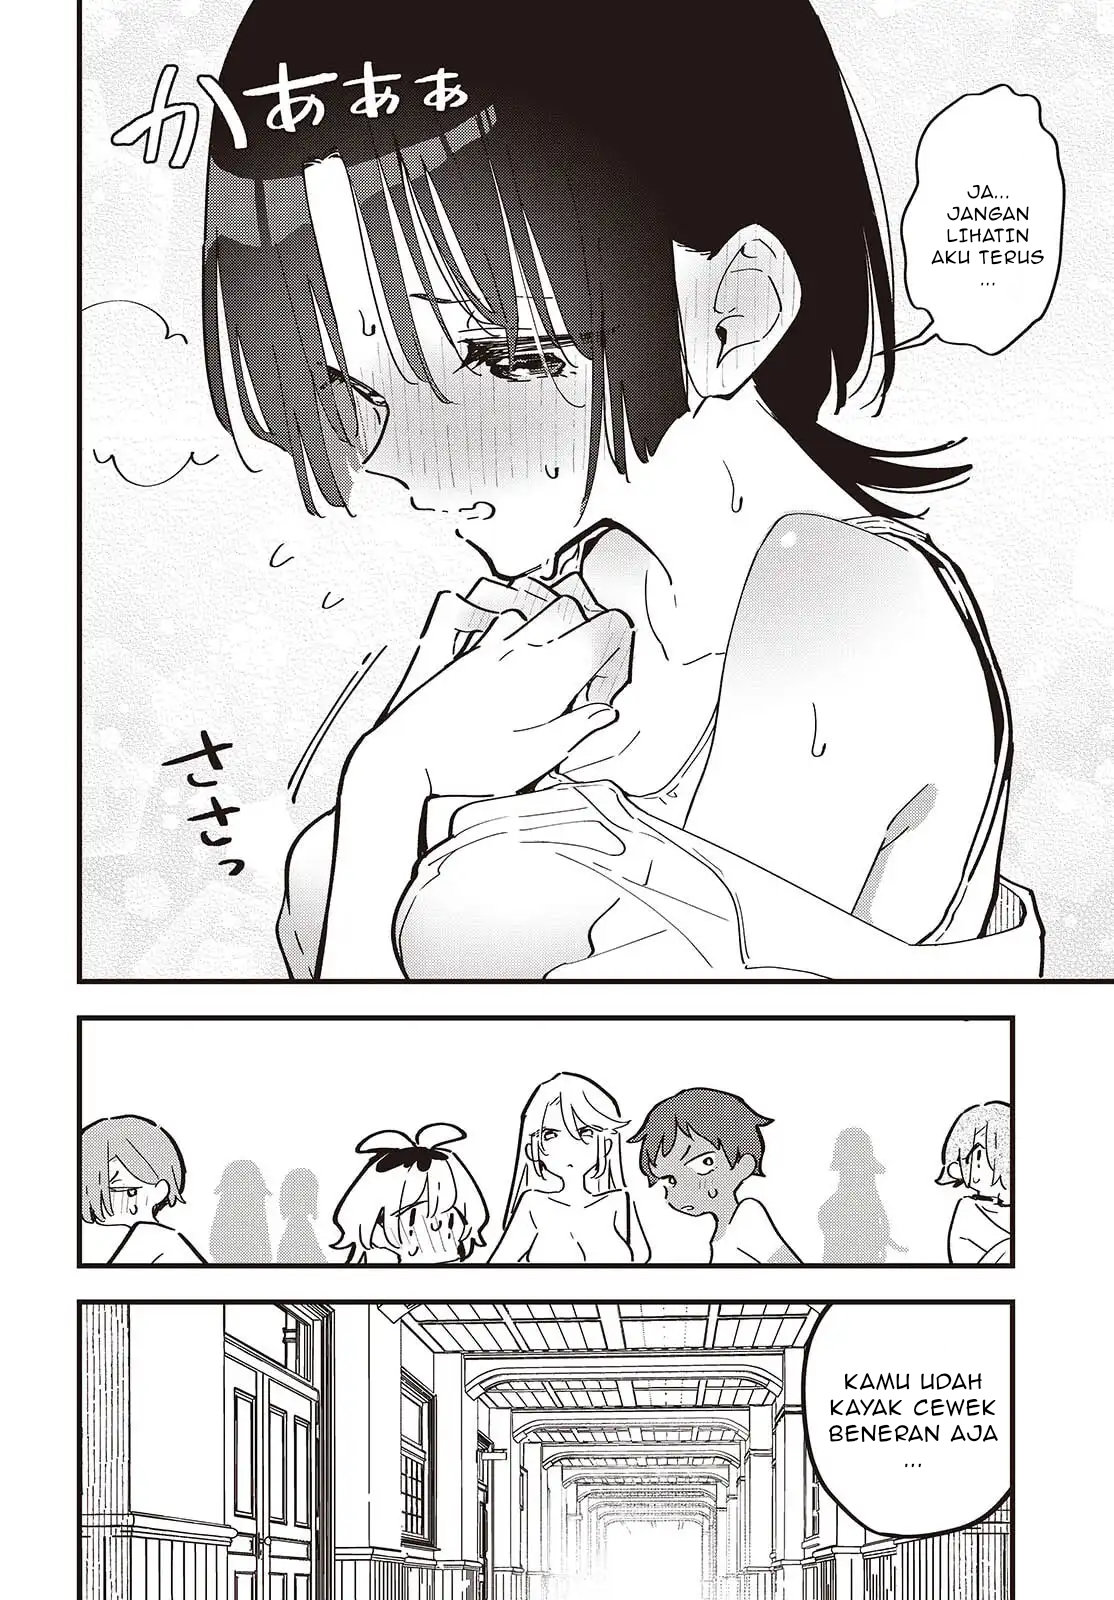 かぁぁぁ
JA...
JANGAN
LIHATIN
AKU TERUS
...
ささっ
KAMU UDAH
KAYAK CEWEK
BENERAN AJA
...